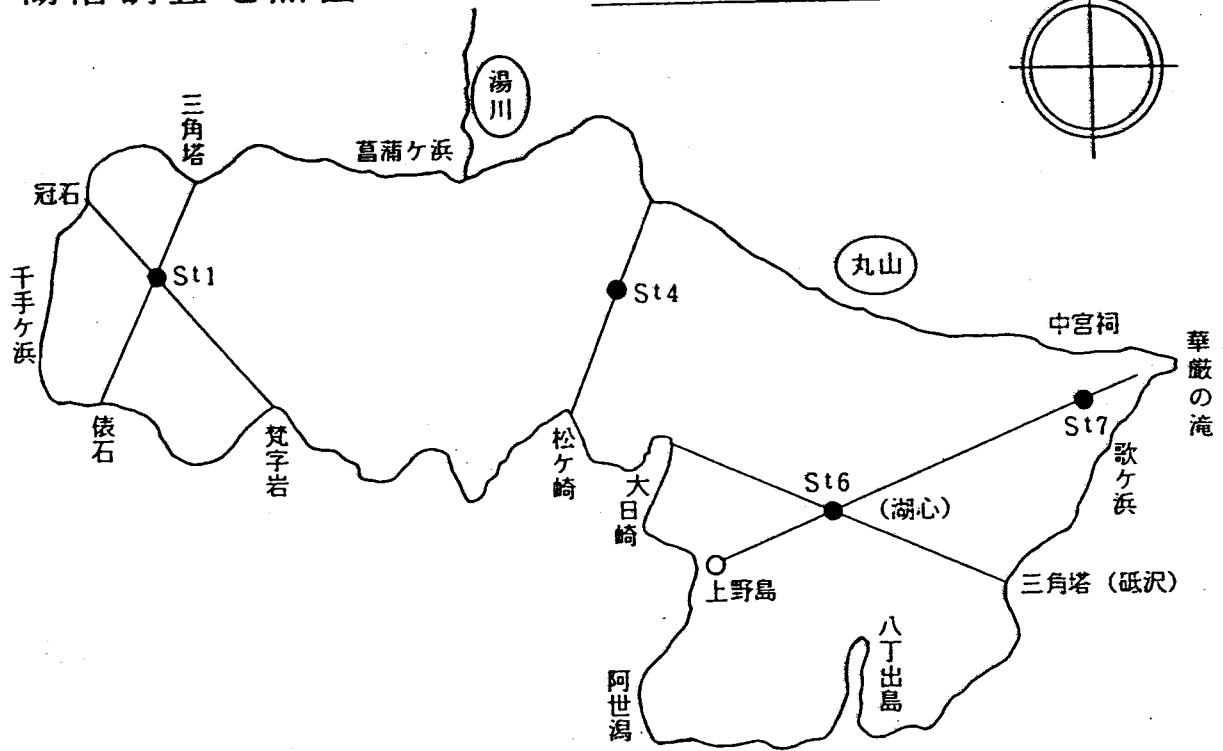 湯川
三角塔
菖蒲ケ浜
冠石
St1
千手ケ浜
俵石
梵字岩
St4
丸山
中宮祠
華厳の滝
St7
歌ケ浜
松ケ崎
大日崎
St6
(湖心)
上野島
三角塔 (砥沢)
八丁出島
阿世潟